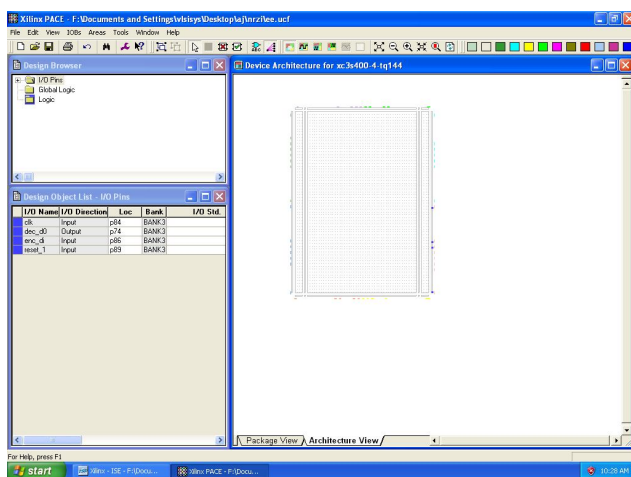 Xilinx PACE - F:\Documents and Settings\vlsisys\Desktop\aj\nrzi\ee.ucf
File Edit View IOBs Areas Tools Window Help
Design Browser
I/O Pins
Global Logic
Logic
Device Architecture for xc3s400-4-tq144
Design Object List - I/O Pins
I/O Name I/O Direction Loc Bank I/O Std.
clk Input p84 BANK3
dec_d0 Output p74 BANK3
enc_di Input p86 BANK3
reset_1 Input p89 BANK3
Package View Architecture View
For Help, press F1
start Xilinx - ISE - F:\Docu... Xilinx PACE - F:\Docu... 10:28 AM